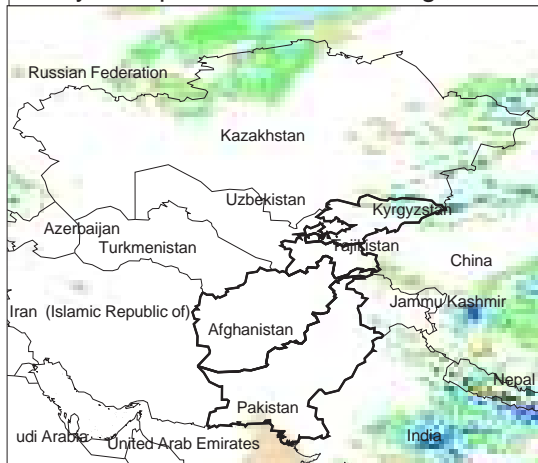 Russian Federation
Kazakhstan
Uzbekistan
Kyrgyzstan
Azerbaijan
Turkmenistan
Tajikistan
China
Iran (Islamic Republic of)
Jammu/Kashmir
Afghanistan
Nepal
Pakistan
udi Arabia
United Arab Emirates
India